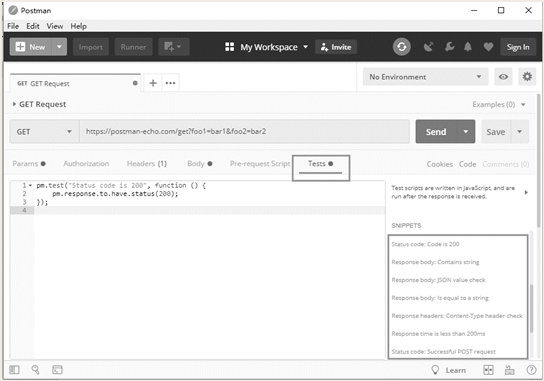 Postman
File Edit View Help
New Import Runner My Workspace Invite Sign In
GET GET Request No Environment
GET Request Examples (0)
GET https://postman-echo.com/get?foo1=bar1&foo2=bar2 Send Save
Params Authorization Headers (1) Body Pre-request Script Tests Cookies Code Comments (0)
1 pm.test("Status code is 200", function () {
2 pm.response.to.have.status(200);
3 });
4
Test scripts are written in JavaScript, and are
run after the response is received.
SNIPPETS
Status code: Code is 200
Response body: Contains string
Response body: JSON value check
Response body: Is equal to a string
Response headers: Content-Type header check
Response time is less than 200ms
Status code: Successful POST request
Learn